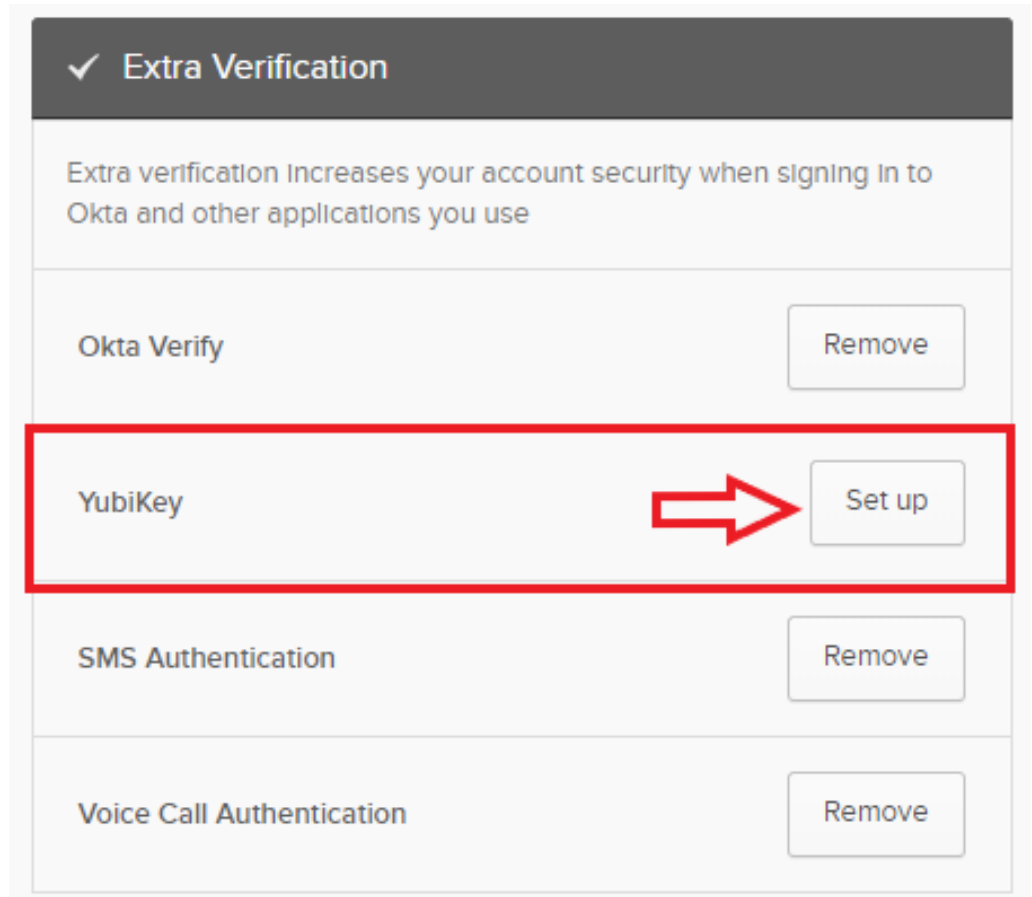 Extra Verification
Extra verification increases your account security when signing in to
Okta and other applications you use
Okta Verify
Remove
YubiKey
Set up
SMS Authentication
Remove
Voice Call Authentication
Remove